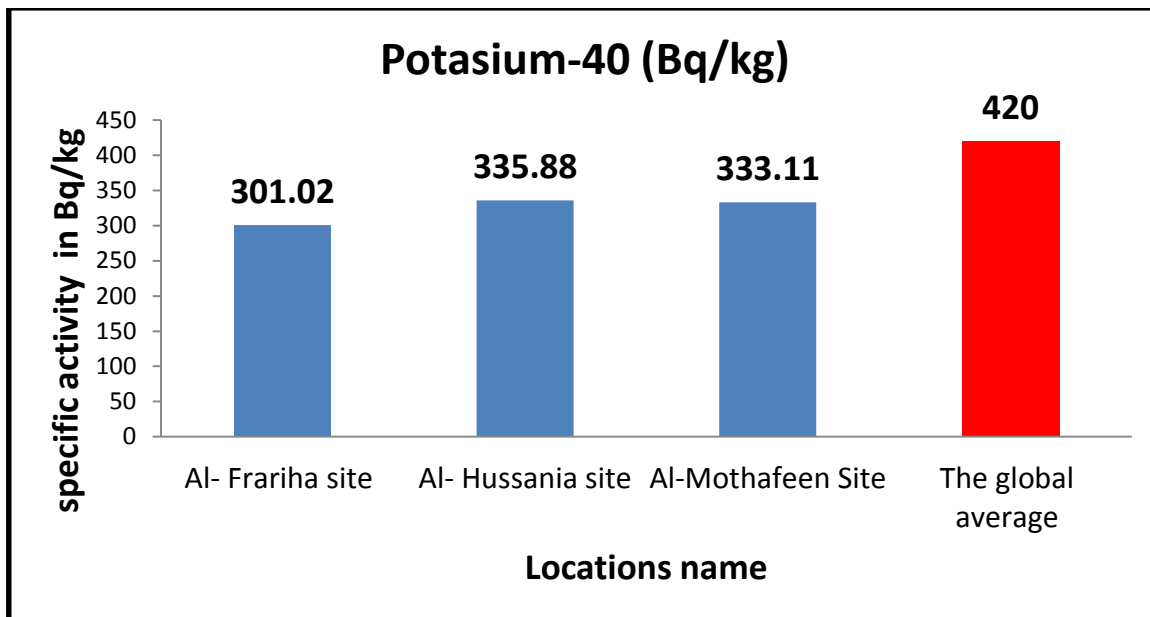 Potasium-40 (Bq/kg)
specific activity in Bq/kg
450
400
350
300
250
200
150
100
50
0
301.02
335.88
333.11
420
Al- Frariha site
Al- Hussania site
Al-Mothafeen Site
The global
average
Locations name